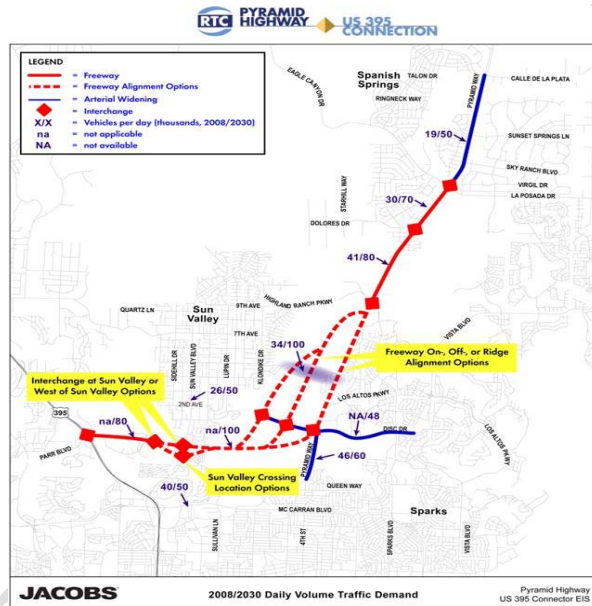 RTC
PYRAMID
HIGHWAY
US 395
CONNECTION
LEGEND
= Freeway
= Freeway Alignment Options
= Arterial Widening
= Interchange
X/X = Vehicles per day (thousands, 2008/2030)
na = not applicable
NA = not available
EAGLE CANYON DR
Spanish
Springs
TALON DR
RINGNECK WAY
PYRAMID WAY
CALLE DE LA PLATA
19/50
SUNSET SPRINGS LN
SKY RANCH BLVD
VIRGIL DR
LA POSADA DR
30/70
STARHILL WAY
DOLORES DR
41/80
HIGHLAND RANCH PKWY
QUARTZ LN
Sun
Valley
9TH AVE
7TH AVE
VISTA BLVD
34/100
Freeway On-, Off-, or Ridge
Alignment Options
SIDEHILL DR
SUN VALLEY BLVD
LUPIN DR
KLONDIKE DR
Interchange at Sun Valley or
West of Sun Valley Options
26/50
2ND AVE
LOS ALTOS PKWY
395
na/80
na/100
NA/48
DISC DR
LOS ALTOS PKWY
PARR BLVD
PYRAMID WAY
46/60
Sun Valley Crossing
Location Options
40/50
QUEEN WAY
MC CARRAN BLVD
Sparks
SULLIVAN LN
4TH ST
SPARKS BLVD
VISTA BLVD
JACOBS
2008/2030 Daily Volume Traffic Demand
Pyramid Highway
US 395 Connector EIS